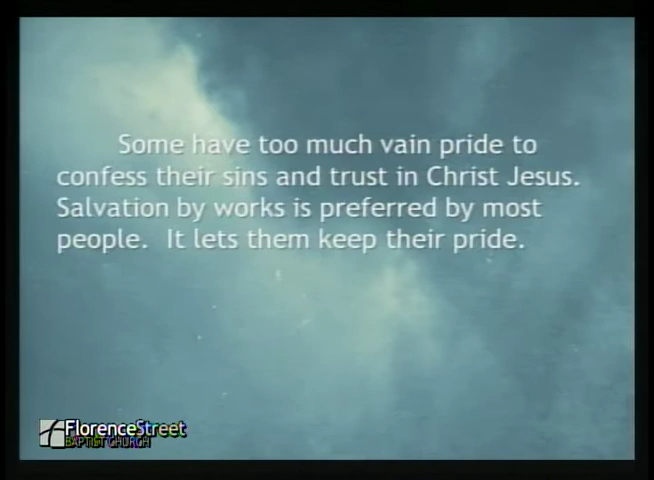 Some have too much vain pride to
confess their sins and trust in Christ Jesus.
Salvation by works is preferred by most
people.  It lets them keep their pride.
FlorenceStreet
BAPTIST CHURCH